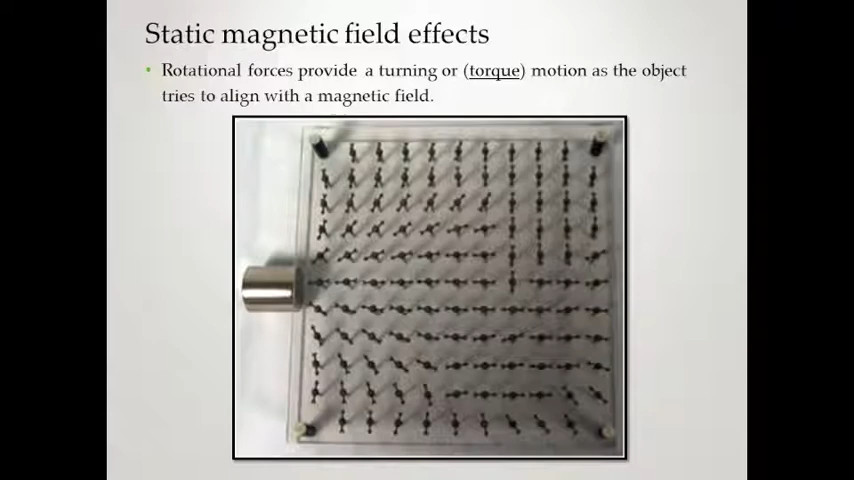 Static magnetic field effects
• Rotational forces provide a turning or (torque) motion as the object
tries to align with a magnetic field.